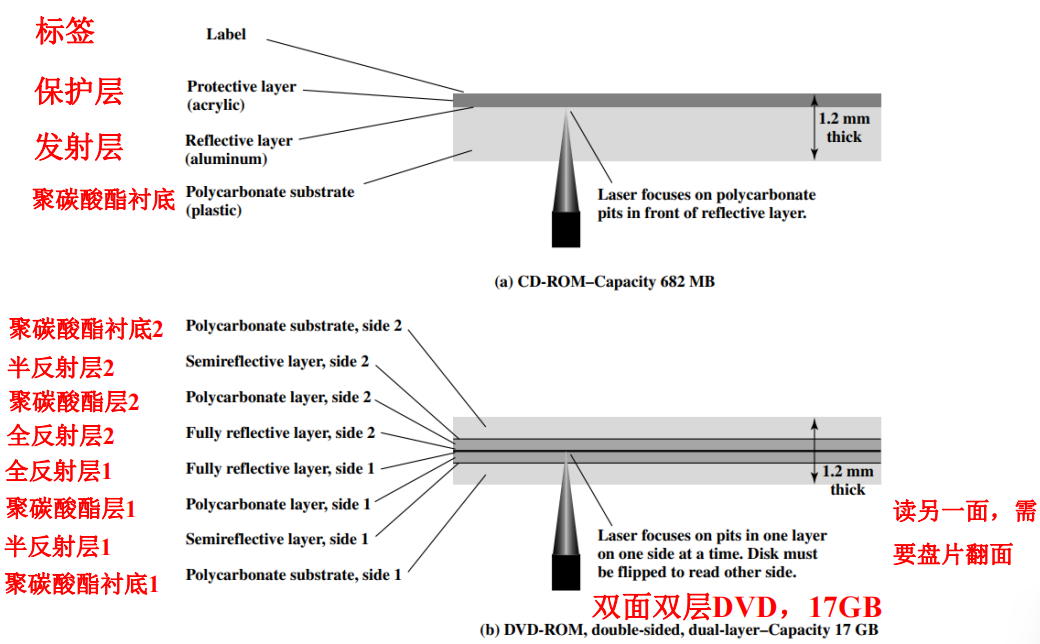 标签
Label
保护层
Protective layer
(acrylic)
发射层
Reflective layer
(aluminum)
聚碳酸酯衬底
Polycarbonate substrate
(plastic)
1.2 mm
thick
Laser focuses on polycarbonate
pits in front of reflective layer.
(a) CD-ROM–Capacity 682 MB
聚碳酸酯衬底2
Polycarbonate substrate, side 2
半反射层2
Semireflective layer, side 2
聚碳酸酯层2
Polycarbonate layer, side 2
全反射层2
Fully reflective layer, side 2
全反射层1
Fully reflective layer, side 1
聚碳酸酯层1
Polycarbonate layer, side 1
半反射层1
Semireflective layer, side 1
聚碳酸酯衬底1
Polycarbonate substrate, side 1
1.2 mm
thick
Laser focuses on pits in one layer
on one side at a time. Disk must
be flipped to read other side.
读另一面，需
要盘片翻面
双面双层DVD，17GB
(b) DVD-ROM, double-sided, dual-layer–Capacity 17 GB